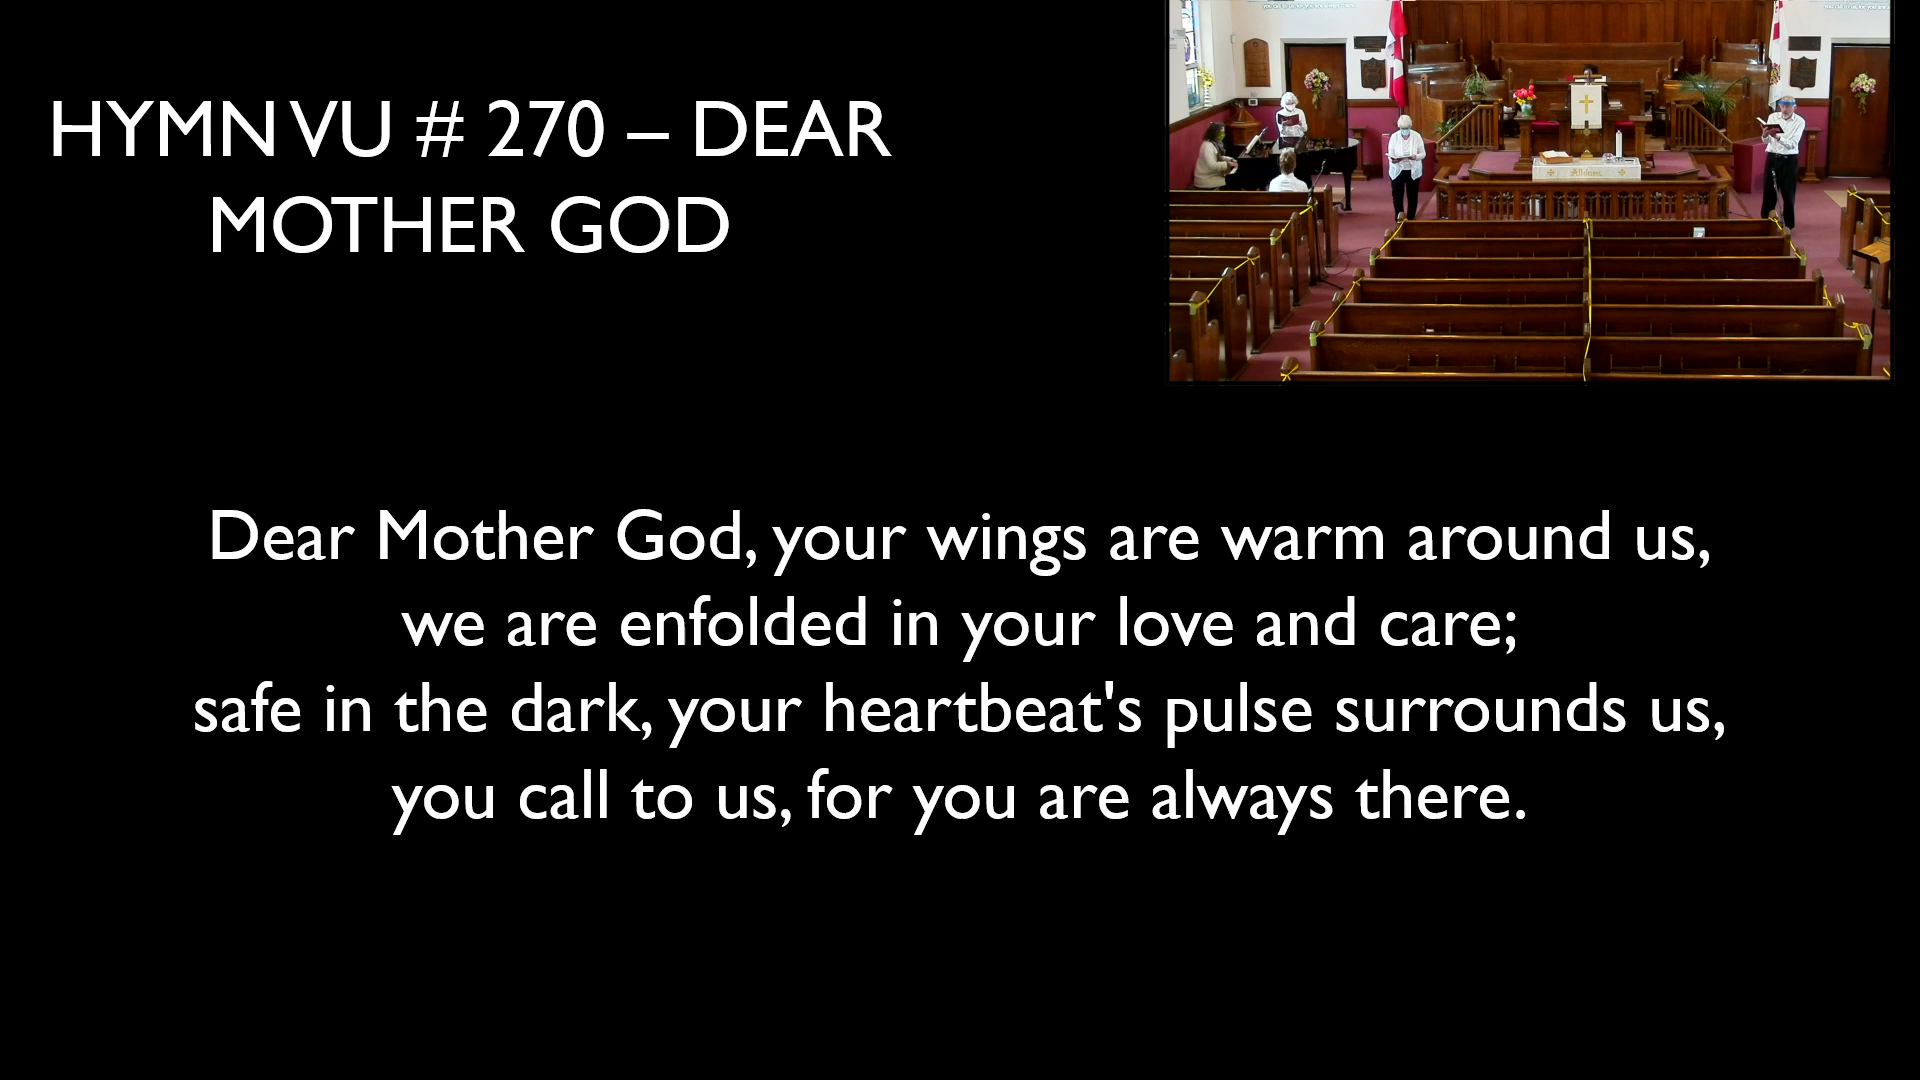 HYMN VU # 270 – DEAR
MOTHER GOD
Dear Mother God, your wings are warm around us,
we are enfolded in your love and care;
safe in the dark, your heartbeat's pulse surrounds us,
you call to us, for you are always there.